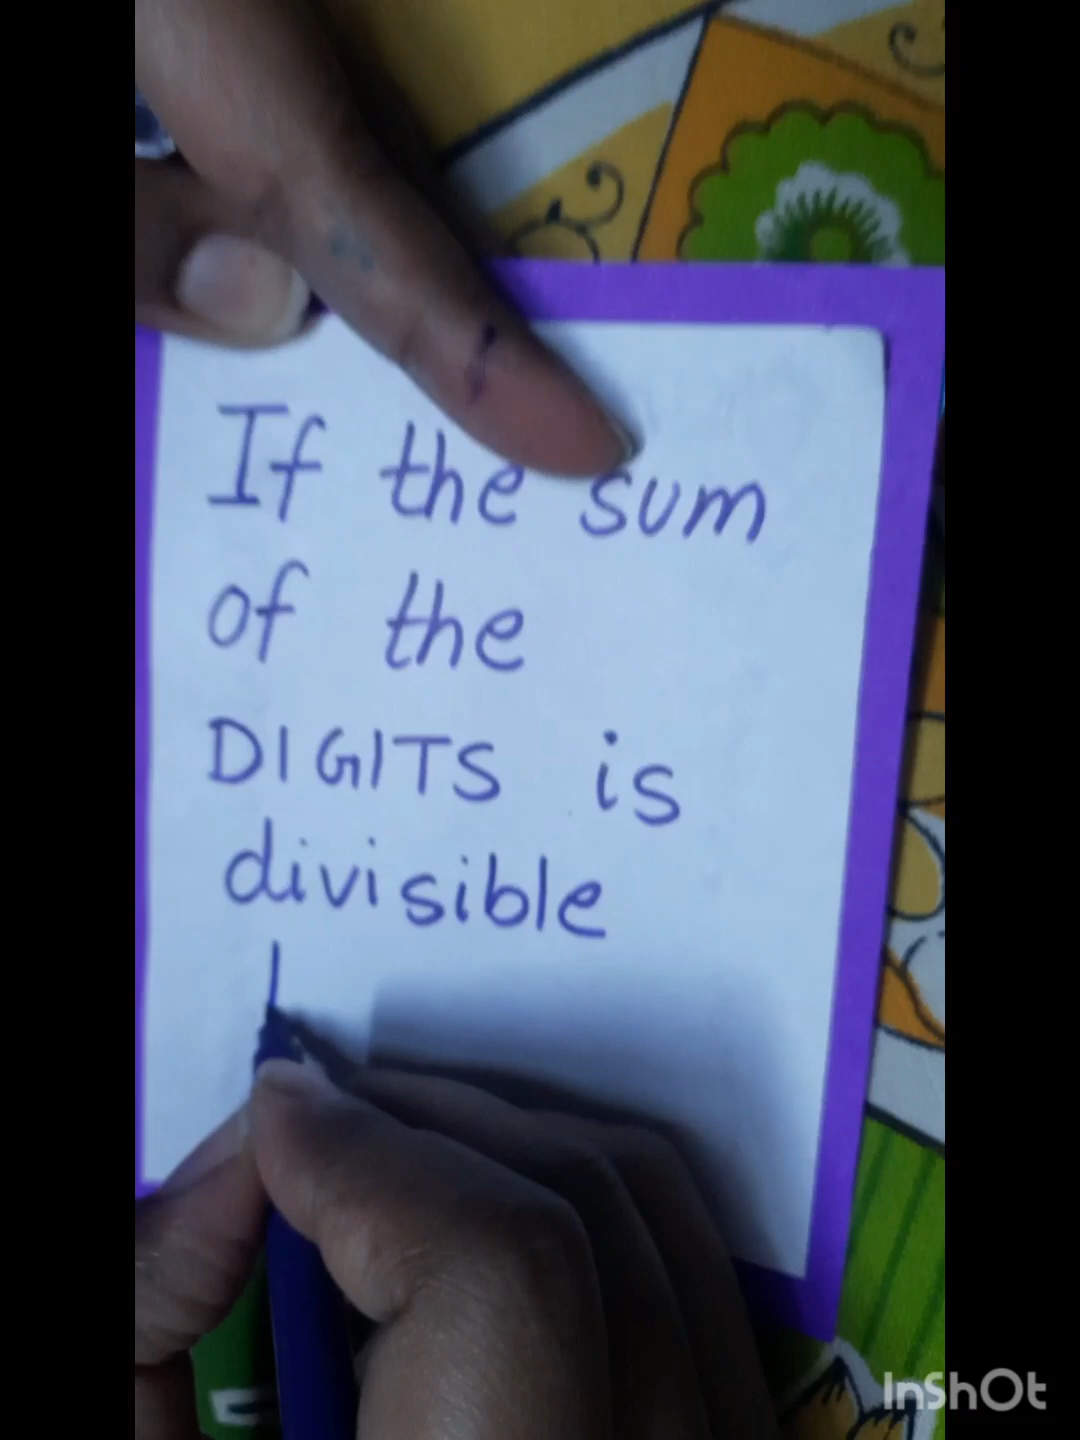 If the sum
of the
DIGITS is
divisible
InShOt